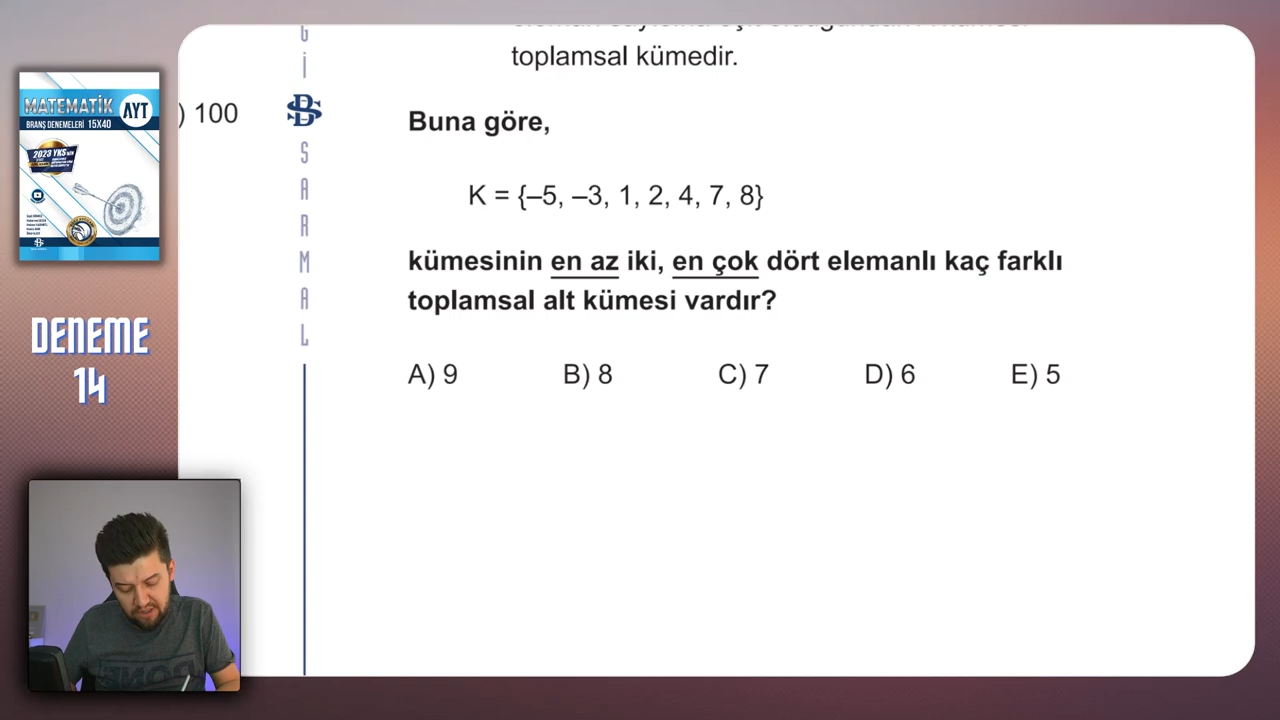 toplamsal kümedir.
) 100
Buna göre,
K = {–5, –3, 1, 2, 4, 7, 8}
kümesinin en az iki, en çok dört elemanlı kaç farklı
toplamsal alt kümesi vardır?
A) 9
B) 8
C) 7
D) 6
E) 5
SARMAL
MATEMATİK
AYT
BRANŞ DENEMELERİ 15X40
DENEME
14